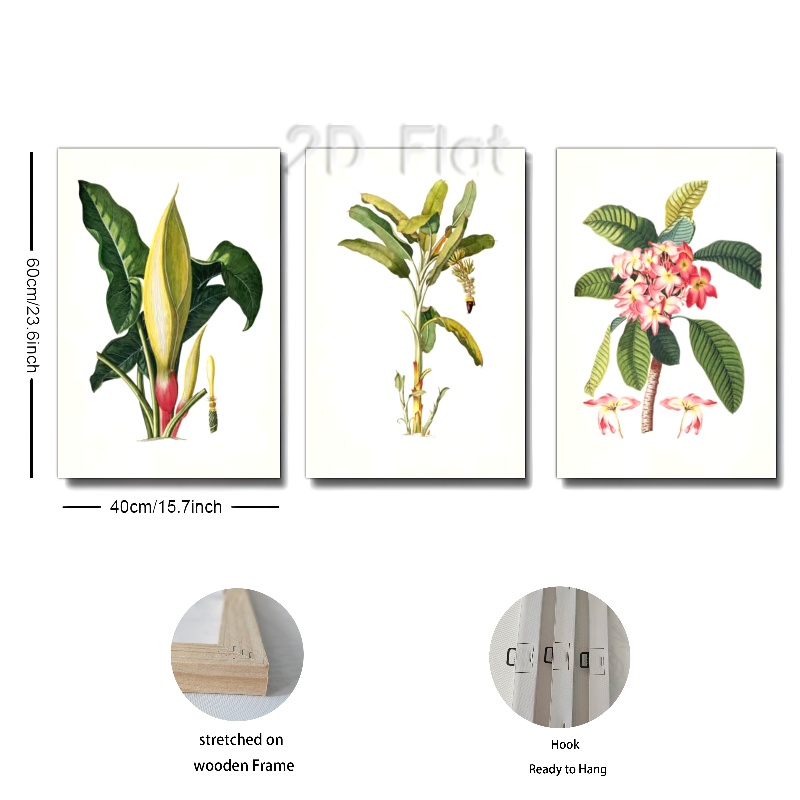 2D Flat
60cm/23.6inch
40cm/15.7inch
stretched on
wooden Frame
Hook
Ready to Hang